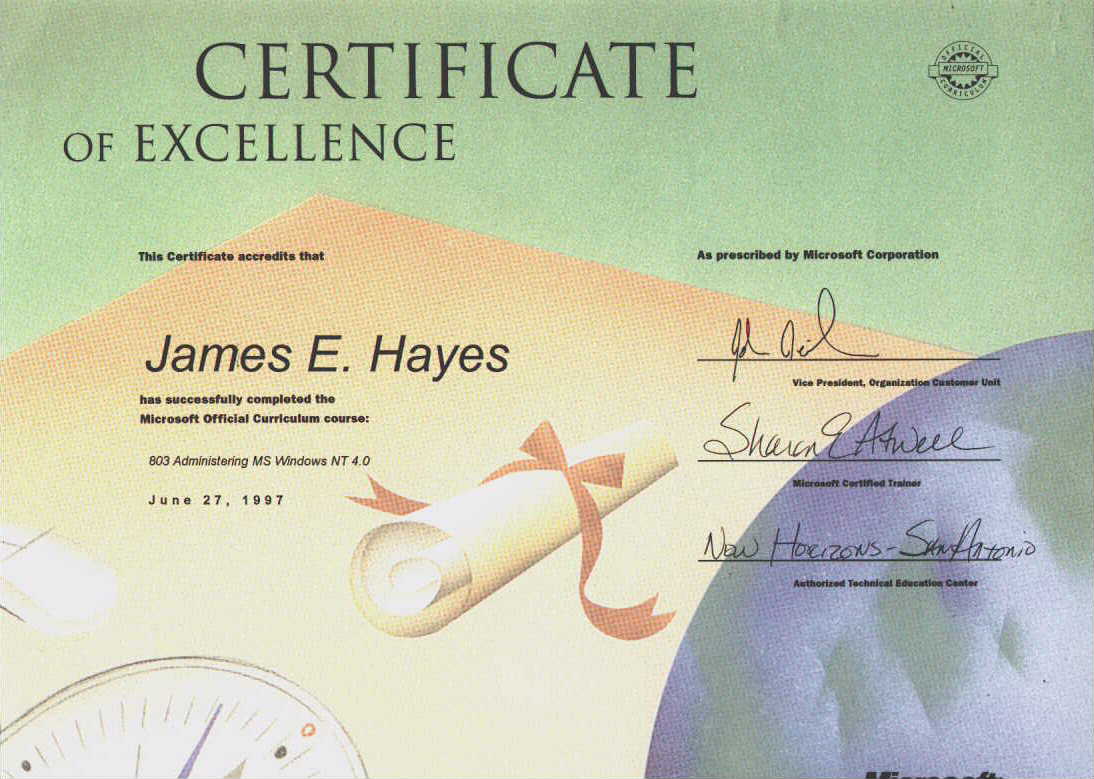 CERTIFICATE
OF EXCELLENCE
OFFICIAL
MICROSOFT
CURRICULUM
This Certificate accredits that
James E. Hayes
has successfully completed the
Microsoft Official Curriculum course:
803 Administering MS Windows NT 4.0
June 27, 1997
As prescribed by Microsoft Corporation
Vice President, Organization Customer Unit
Sharon E Atwell
Microsoft Certified Trainer
New Horizons - San Antonio
Authorized Technical Education Center
Microsoft